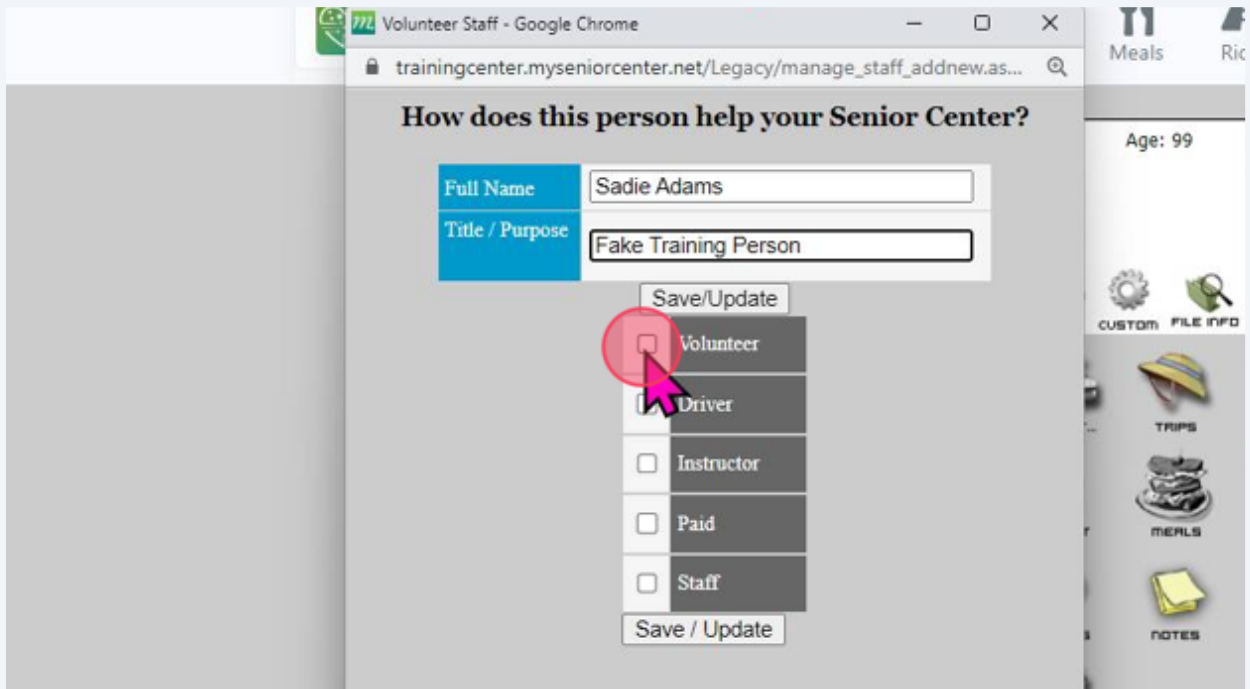 Volunteer Staff - Google Chrome
trainingcenter.myseniorcenter.net/Legacy/manage_staff_addnew.as...
Meals
How does this person help your Senior Center?
Age: 99
Full Name Sadie Adams
Title / Purpose Fake Training Person
Save/Update
CUSTOM FILE INFO
Volunteer
Driver
TRIPS
Instructor
Paid
MEALS
Staff
Save / Update
NOTES